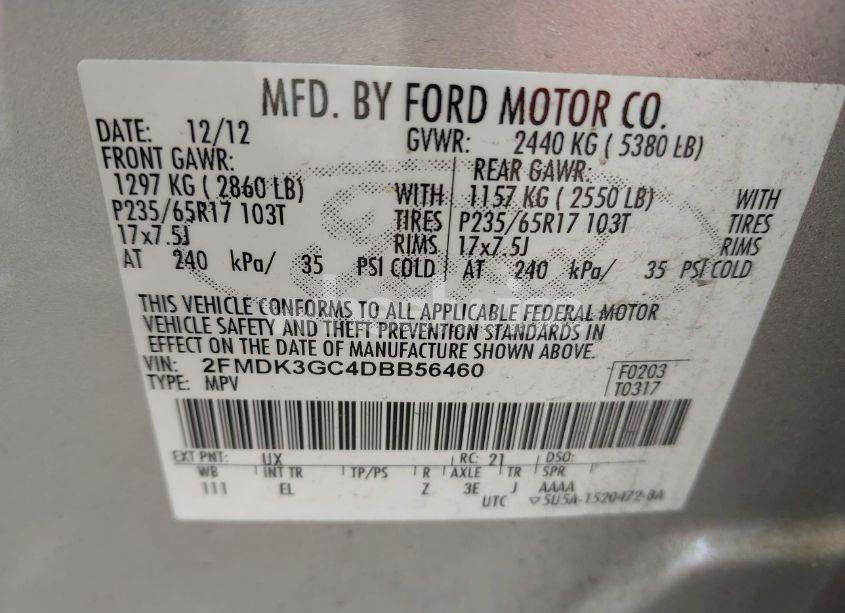 MFD. BY FORD MOTOR CO.
DATE: 12/12 GVWR: 2440 KG ( 5380 LB)
FRONT GAWR: REAR GAWR:
1297 KG ( 2860 LB) WITH 1157 KG ( 2550 LB) WITH
P235/65R17 103T TIRES P235/65R17 103T TIRES
17x7.5J RIMS 17x7.5J RIMS
AT 240 kPa/ 35 PSI COLD AT 240 kPa/ 35 PSI COLD
THIS VEHICLE CONFORMS TO ALL APPLICABLE FEDERAL MOTOR
VEHICLE SAFETY AND THEFT PREVENTION STANDARDS IN
EFFECT ON THE DATE OF MANUFACTURE SHOWN ABOVE.
VIN: 2FMDK3GC4DBB56460 F0203
TYPE: MPV T0317
EXT PNT: UX RC: 21 DSO:
WB INT TR TP/PS R AXLE TR SPR
111 EL Z 3E J AAAA
UTC 5U5A-1520472-BA